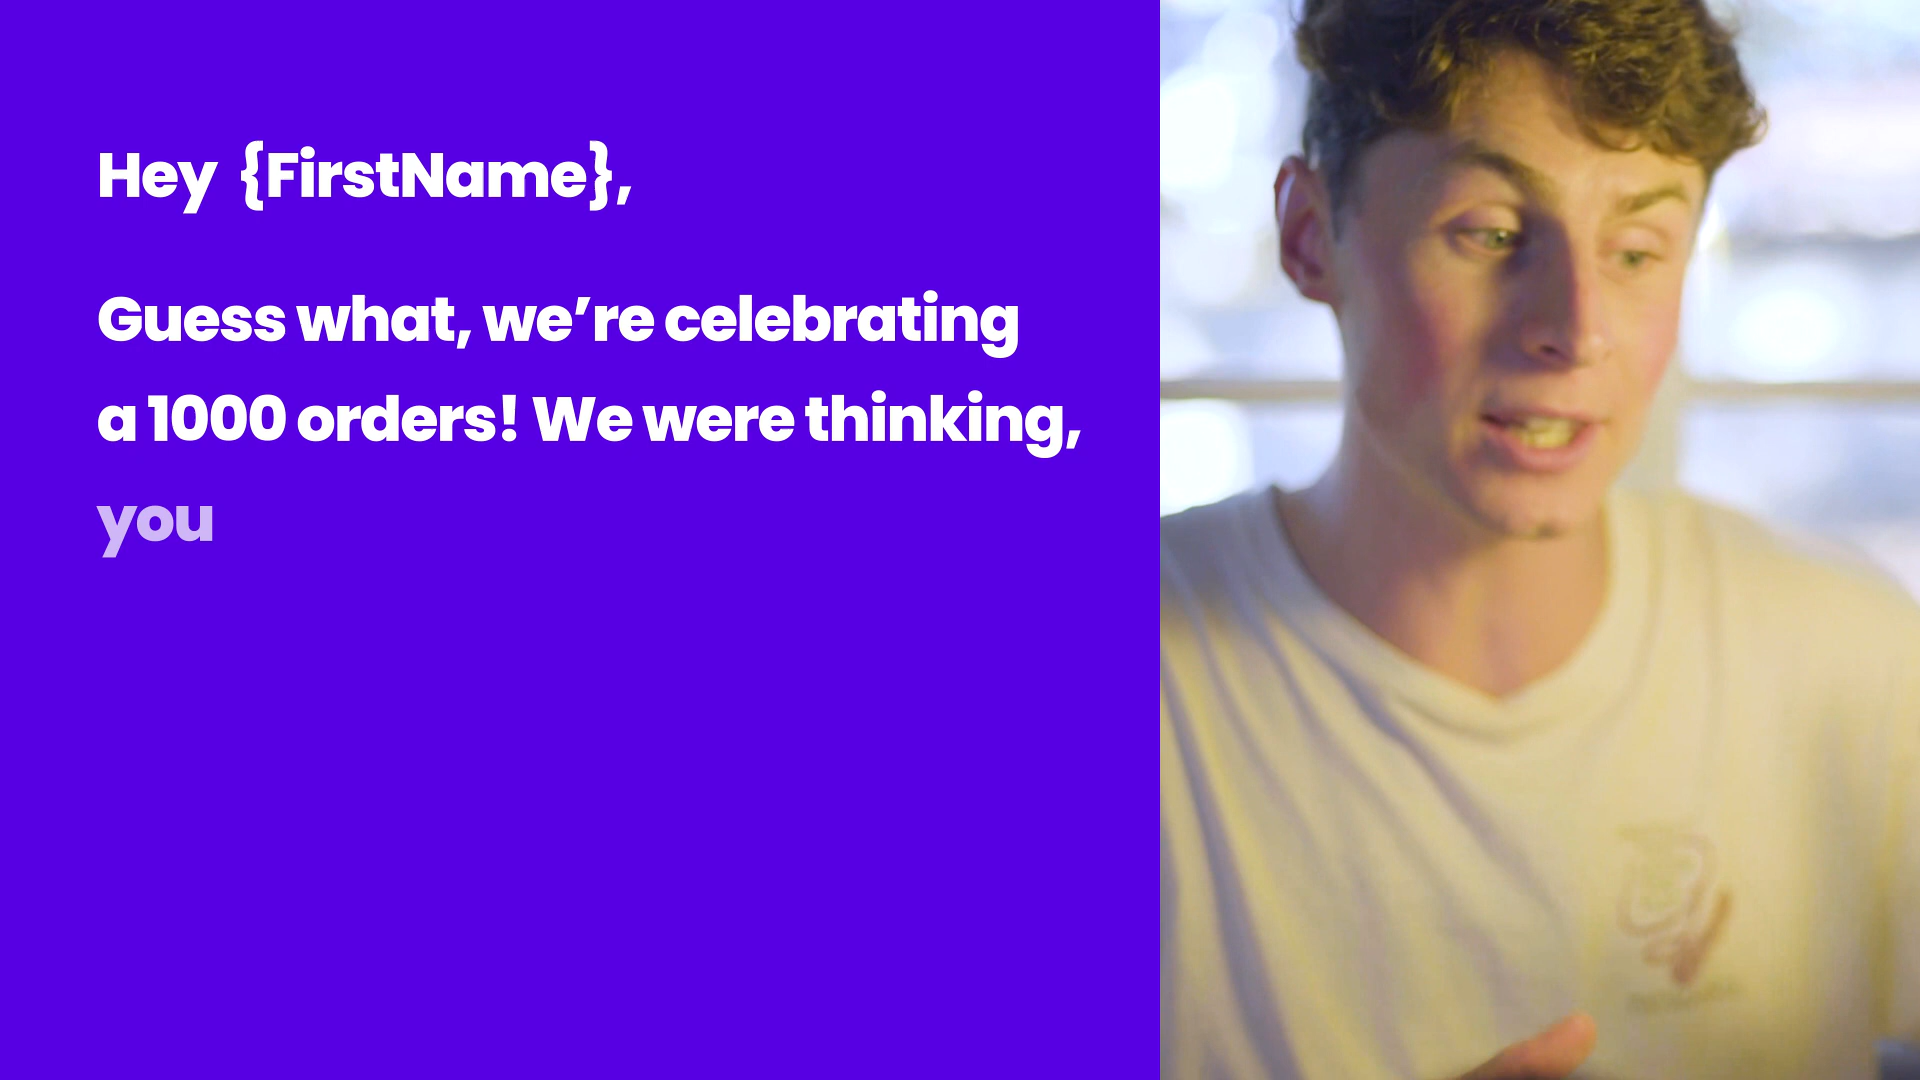 Hey {FirstName},
Guess what, we’re celebrating
a 1000 orders! We were thinking,
you